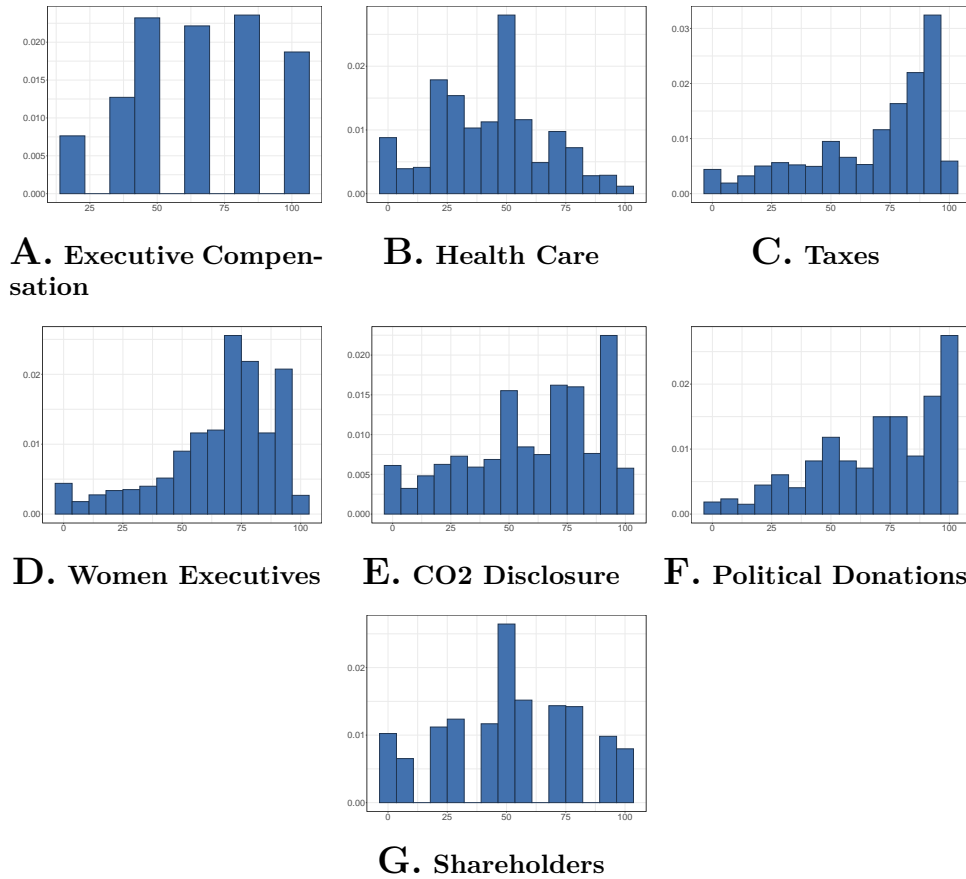 0.020
0.015
0.010
0.005
0.000
25 50 75 100
A. Executive Compen-
sation
0.02
0.01
0.00
0 25 50 75 100
B. Health Care
0.03
0.02
0.01
0.00
0 25 50 75 100
C. Taxes
0.02
0.01
0.00
0 25 50 75 100
D. Women Executives
0.020
0.015
0.010
0.005
0.000
0 25 50 75 100
E. CO2 Disclosure
0.02
0.01
0.00
0 25 50 75 100
F. Political Donations
0.02
0.01
0.00
0 25 50 75 100
G. Shareholders